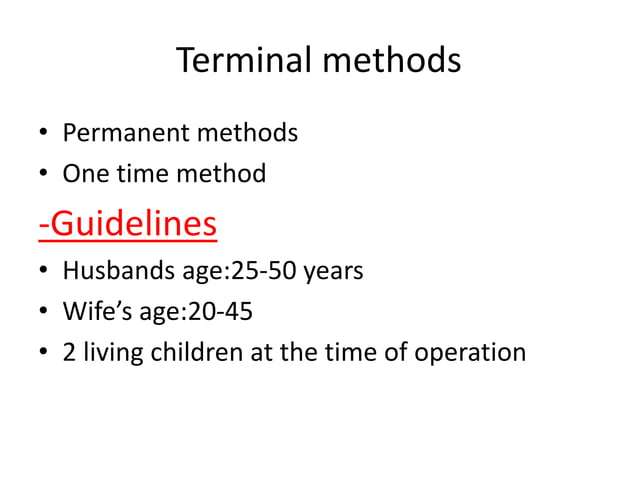 Terminal methods
• Permanent methods
• One time method
-Guidelines
• Husbands age:25-50 years
• Wife’s age:20-45
• 2 living children at the time of operation